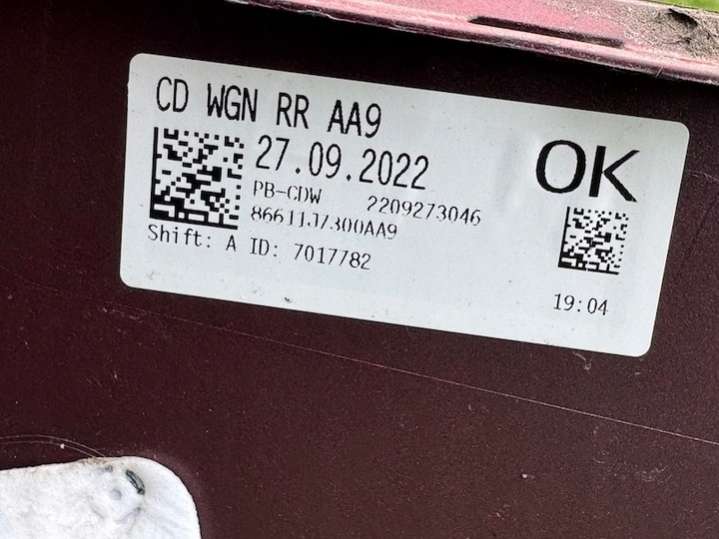 CD WGN RR AA9
27.09.2022
OK
PB-CDW 2209273046
86611J7300AA9
Shift: A ID: 7017782
19:04